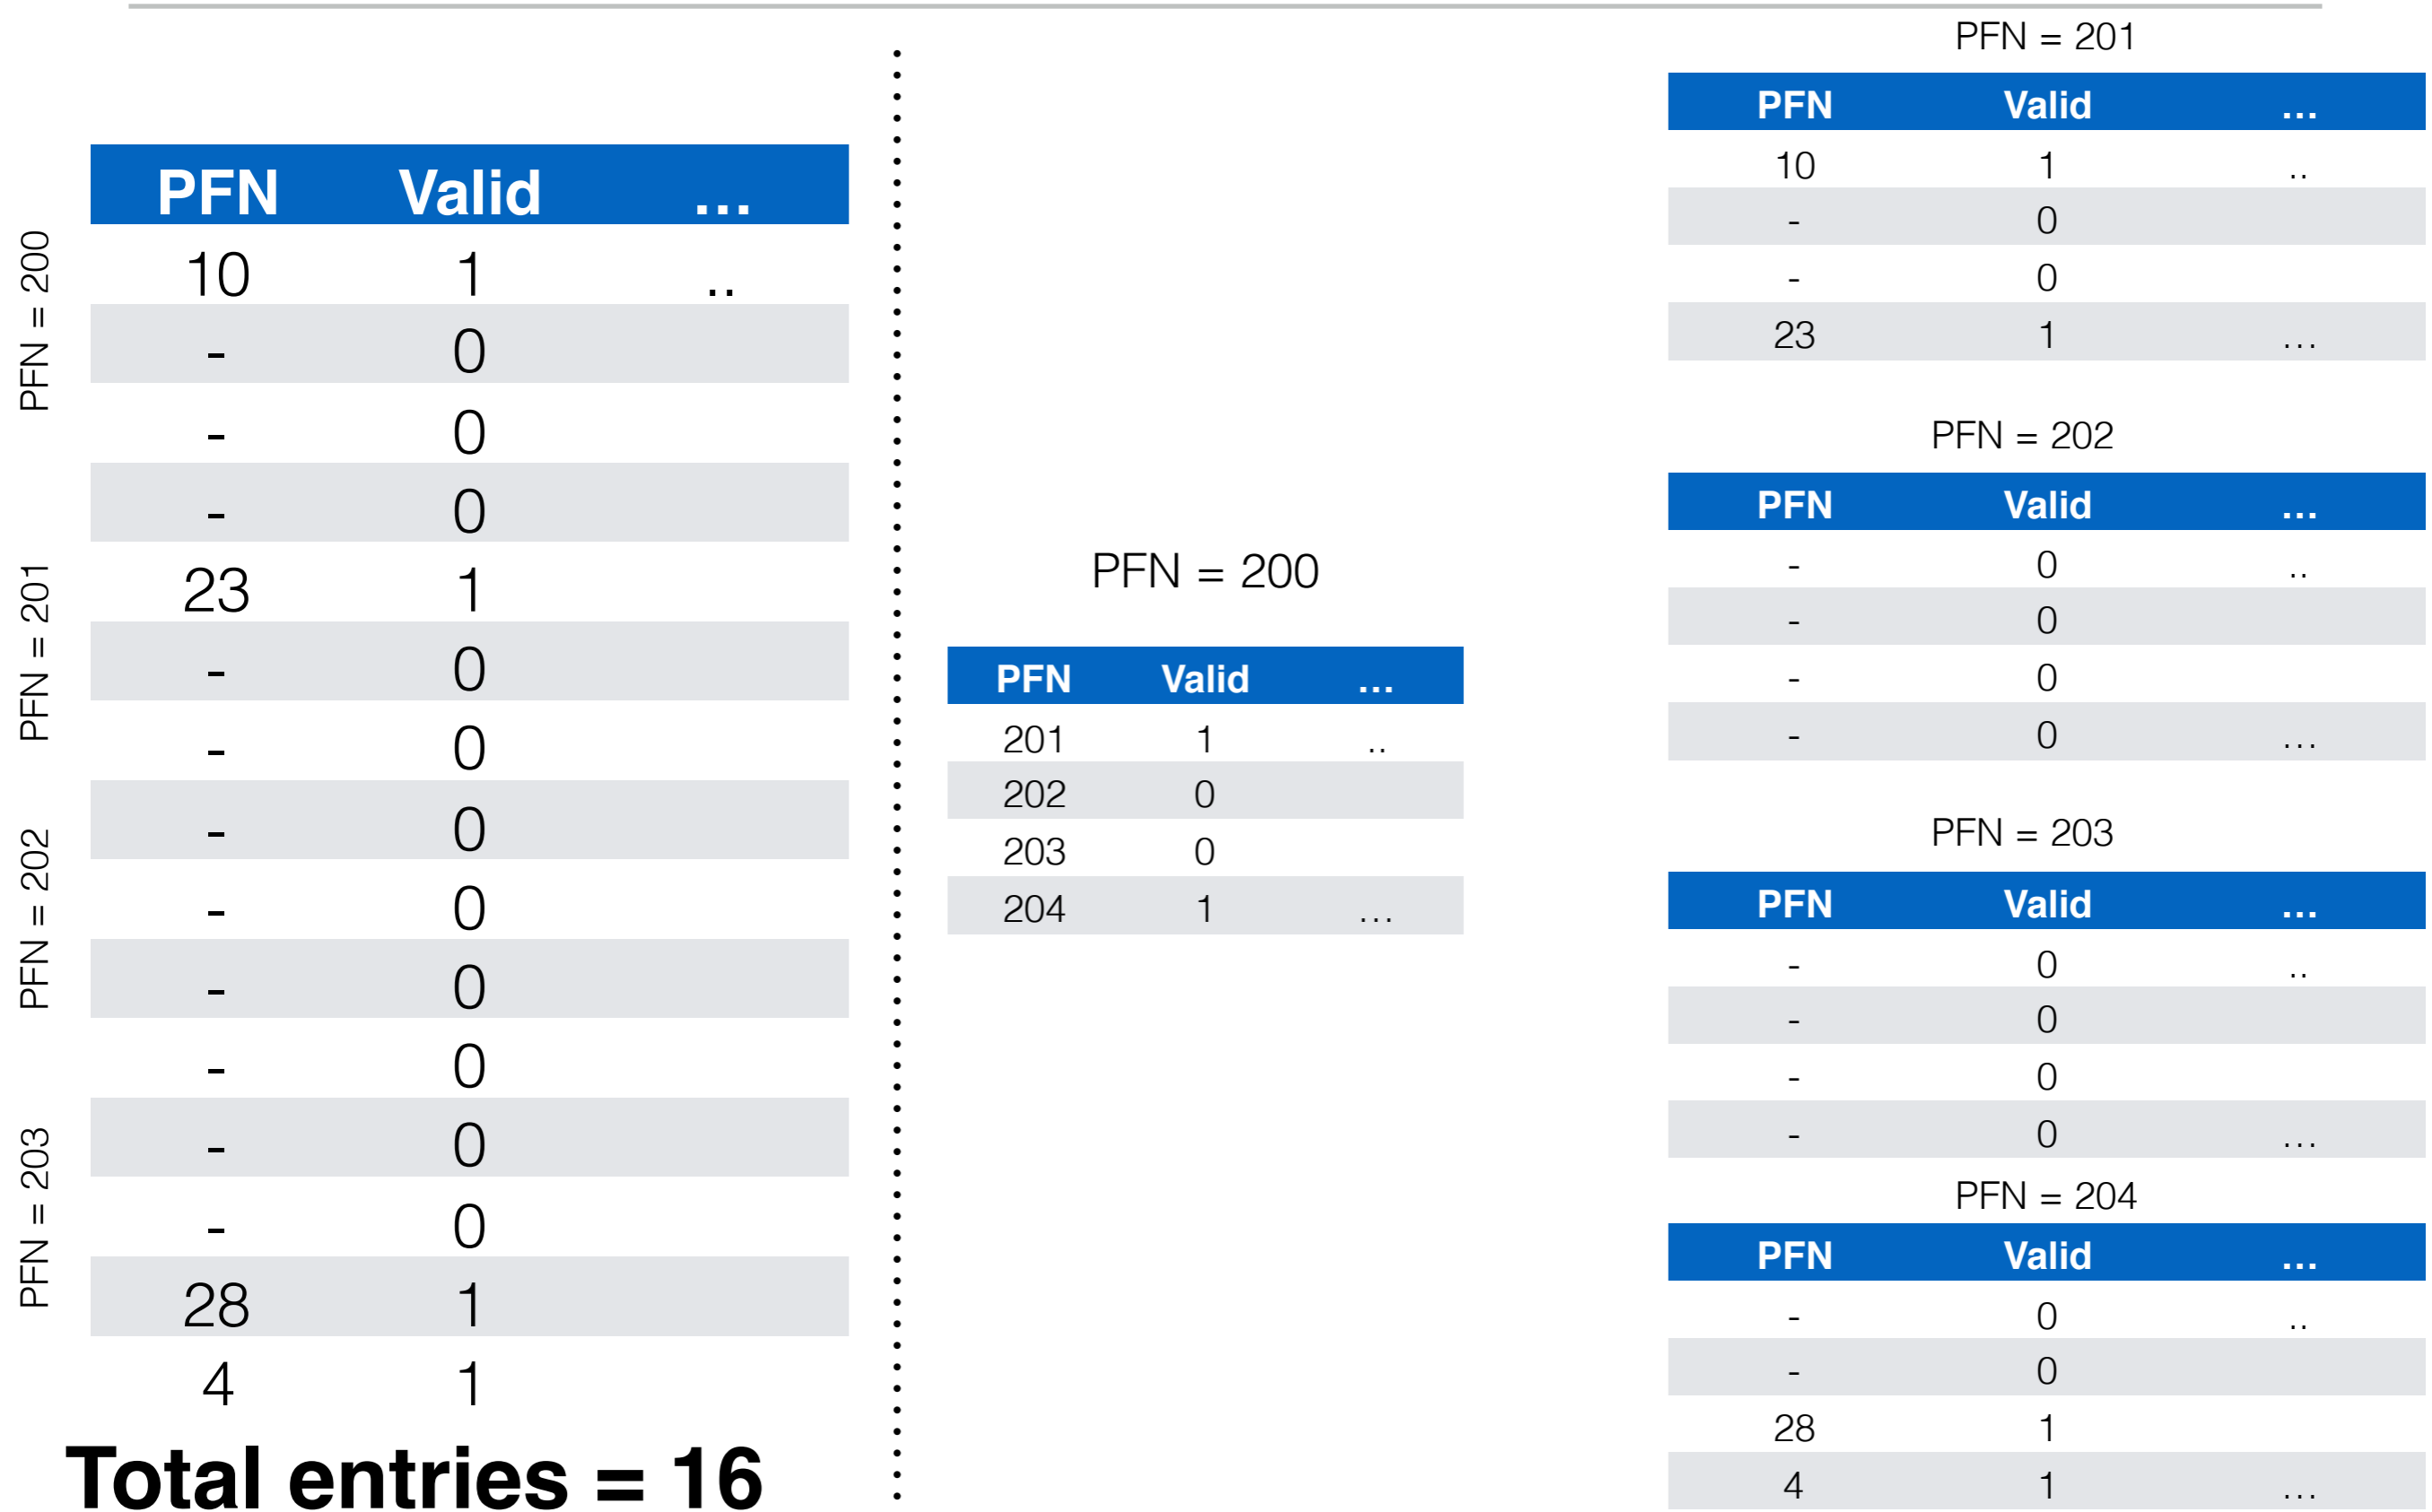 PFN = 200
PFN = 201
PFN = 202
PFN = 203
PFN Valid ...
10 1 ..
- 0
- 0
- 0
23 1
- 0
- 0
- 0
- 0
- 0
- 0
- 0
- 0
28 1
4 1
Total entries = 16
PFN = 200
PFN Valid ...
201 1 ..
202 0
203 0
204 1 ...
PFN = 201
PFN Valid ...
10 1 ..
- 0
- 0
23 1 ...
PFN = 202
PFN Valid ...
- 0 ..
- 0
- 0
- 0 ...
PFN = 203
PFN Valid ...
- 0 ..
- 0
- 0
- 0 ...
PFN = 204
PFN Valid ...
- 0 ..
- 0
28 1
4 1 ...